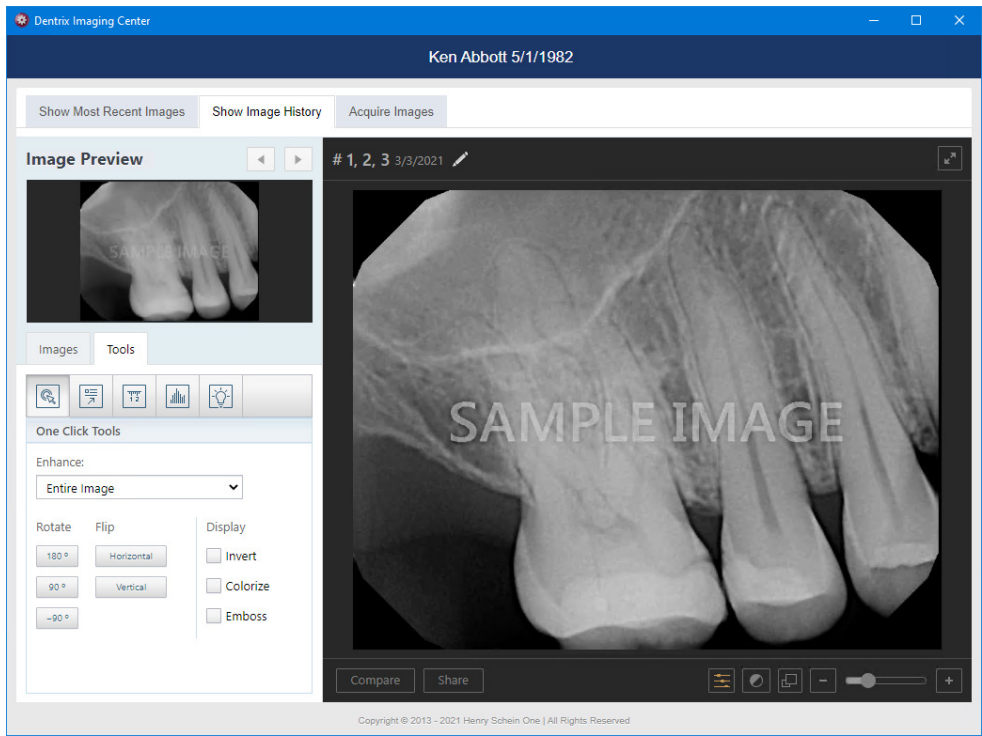 Dentrix Imaging Center
Ken Abbott 5/1/1982
Show Most Recent Images Show Image History Acquire Images
Image Preview
# 1, 2, 3 3/3/2021
SAMPLE IMAGE
Images Tools
One Click Tools
Enhance:
Entire Image
Rotate Flip Display
180 º Horizontal Invert
90 º Vertical Colorize
-90 º Emboss
SAMPLE IMAGE
Compare Share
Copyright © 2013 - 2021 Henry Schein One | All Rights Reserved